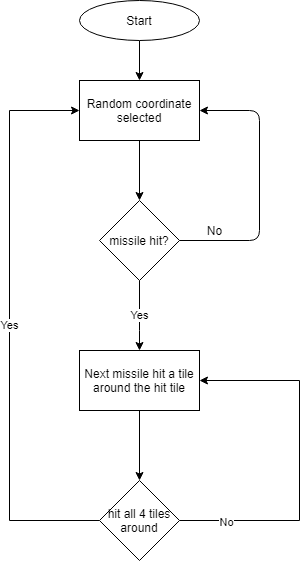 Start
Random coordinate
selected
missile hit?
No
Yes
Next missile hit a tile
around the hit tile
Yes
hit all 4 tiles
around
No